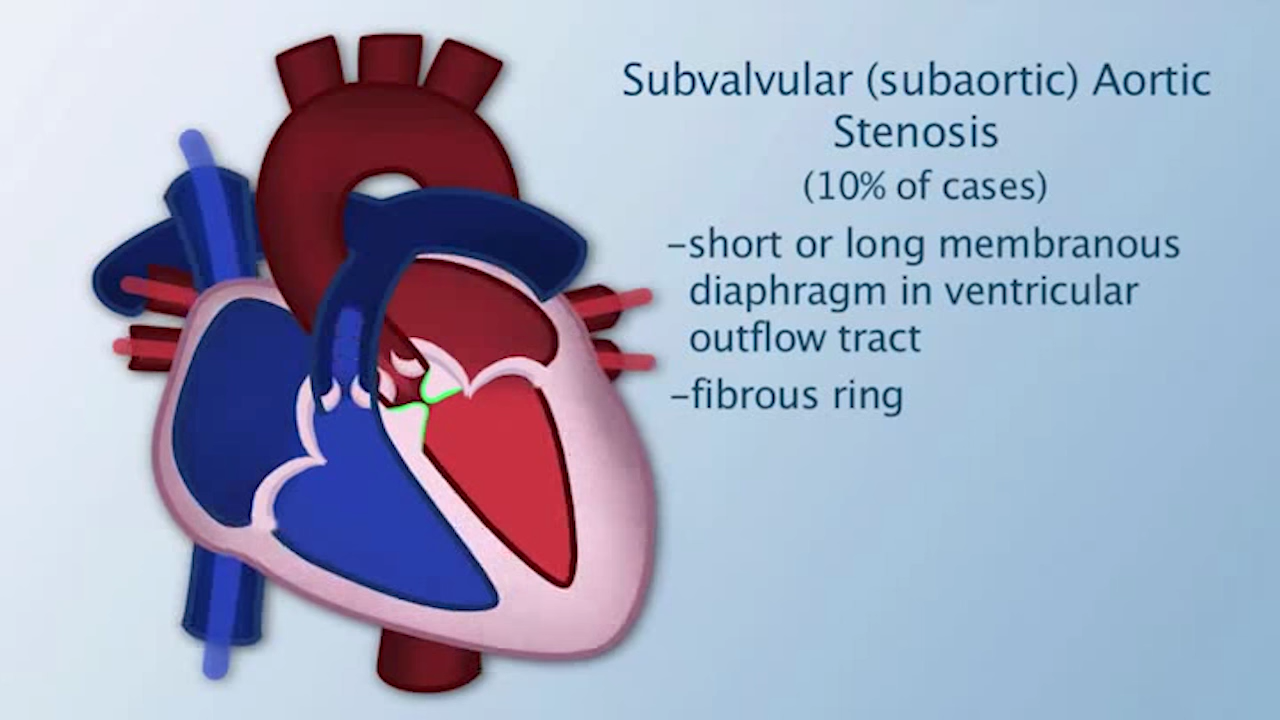 Subvalvular (subaortic) Aortic
Stenosis
(10% of cases)
-short or long membranous
diaphragm in ventricular
outflow tract
-fibrous ring